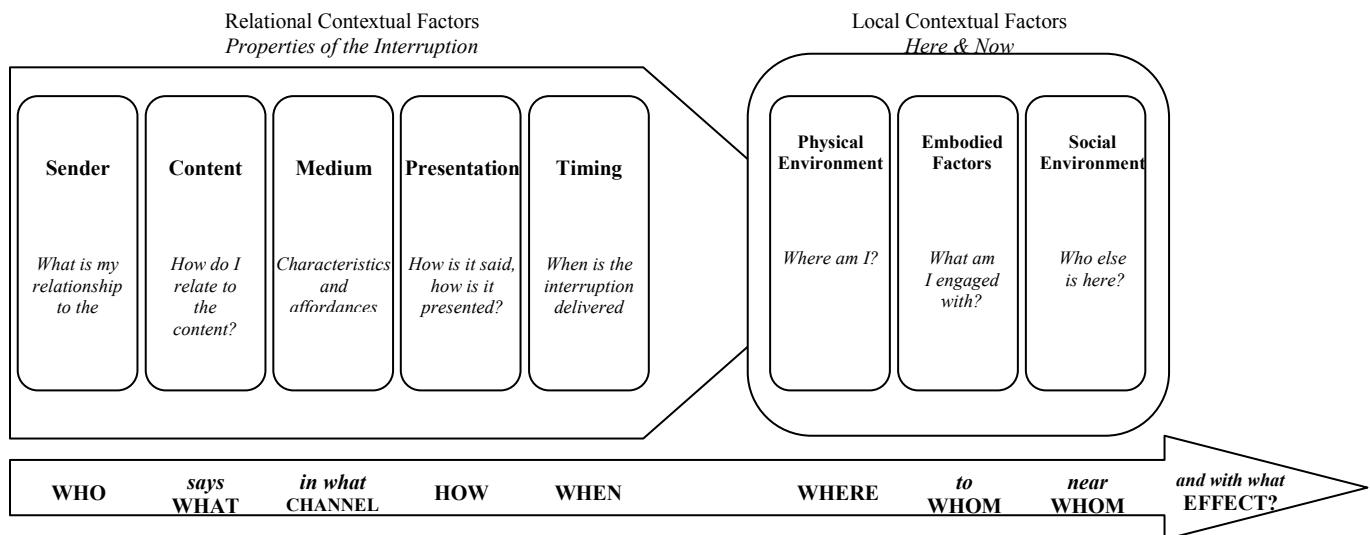 Relational Contextual Factors
Properties of the Interruption
Local Contextual Factors
Here & Now
Sender
What is my
relationship
to the
Content
How do I
relate to
the
content?
Medium
Characteristics
and
affordances
Presentation
How is it said,
how is it
presented?
Timing
When is the
interruption
delivered
Physical
Environment
Where am I?
Embodied
Factors
What am
I engaged
with?
Social
Environment
Who else
is here?
WHO
says
WHAT
in what
CHANNEL
HOW
WHEN
WHERE
to
WHOM
near
WHOM
and with what
EFFECT?